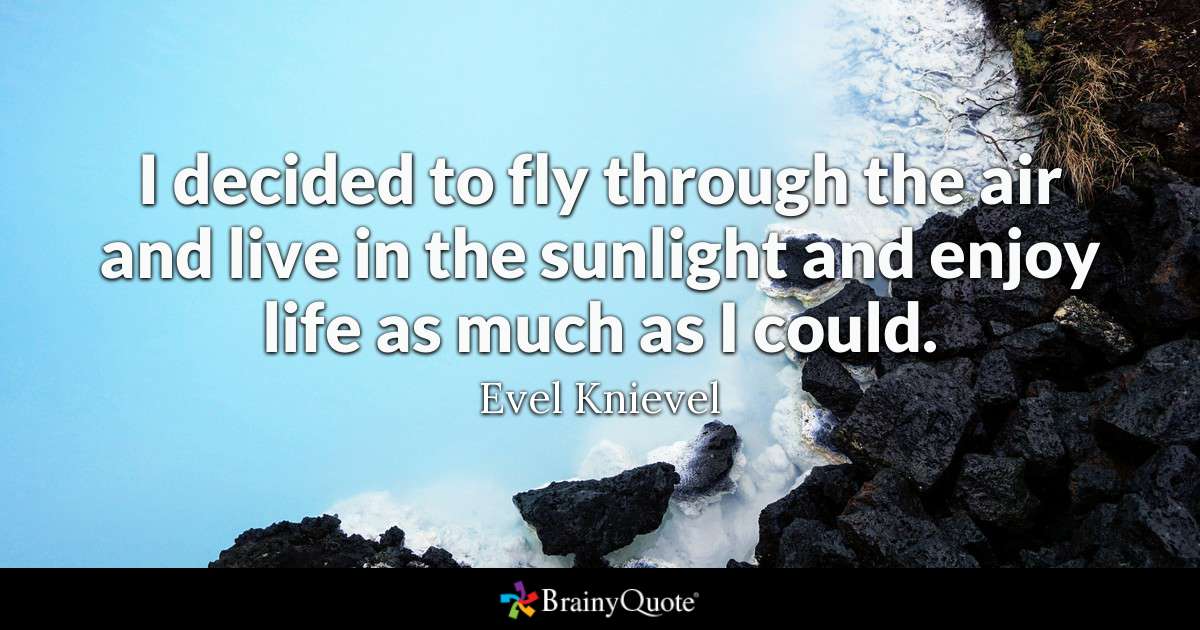 I decided to fly through the air
and live in the sunlight and enjoy
life as much as I could.
Evel Knievel
BrainyQuote®